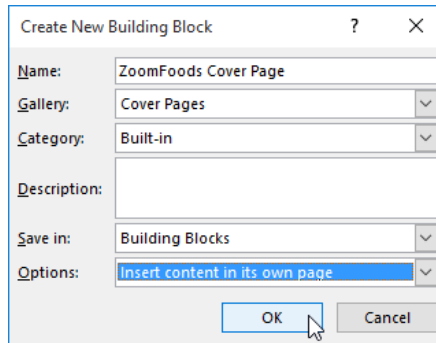 Create New Building Block ? ×
Name: ZoomFoods Cover Page
Gallery: Cover Pages
Category: Built-in
Description:
Save in: Building Blocks
Options: Insert content in its own page
OK Cancel